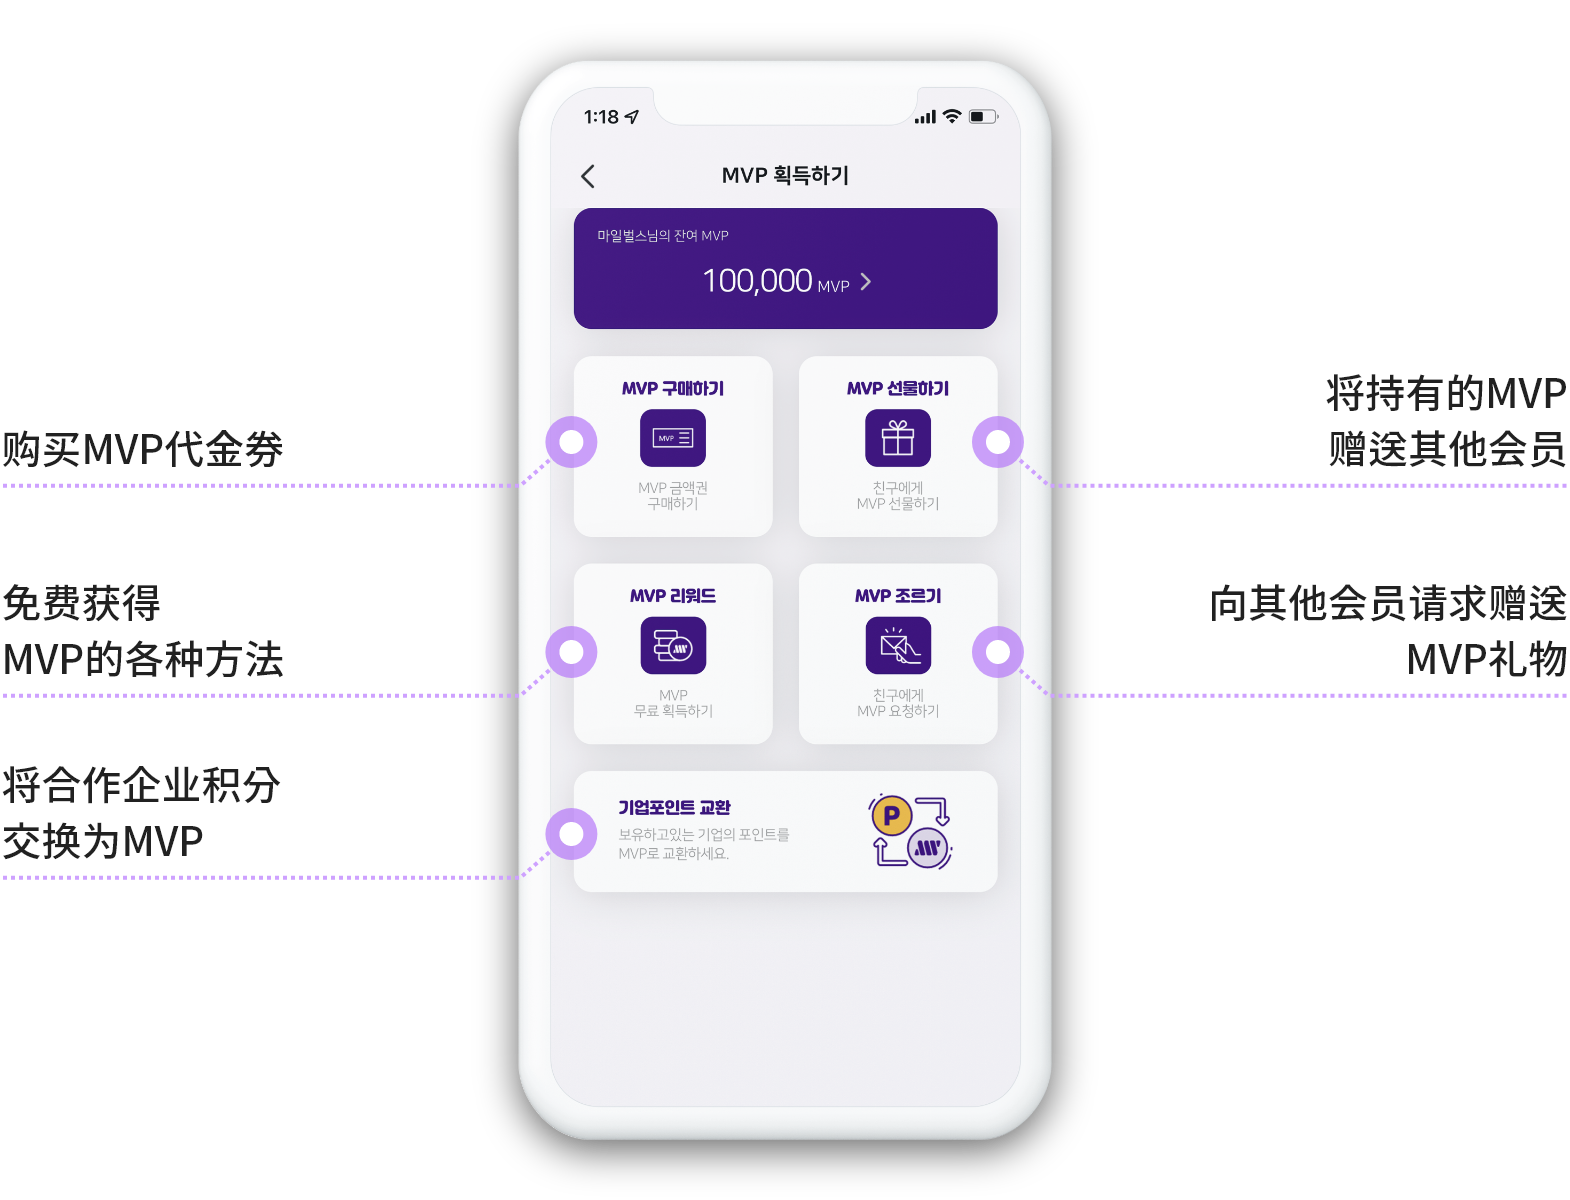 1:18
MVP 획득하기
마일벌스님의 잔여 MVP
100,000 MVP
MVP 구매하기
MVP
MVP 금액권
구매하기
MVP 선물하기
친구에게
MVP 선물하기
MVP 리워드
MVP
무료 획득하기
MVP 조르기
친구에게
MVP 요청하기
기업포인트 교환
보유하고있는 기업의 포인트를
MVP로 교환하세요.
P
购买MVP代金券
免费获得
MVP的各种方法
将合作企业积分
交换为MVP
将持有的MVP
赠送其他会员
向其他会员请求赠送
MVP礼物